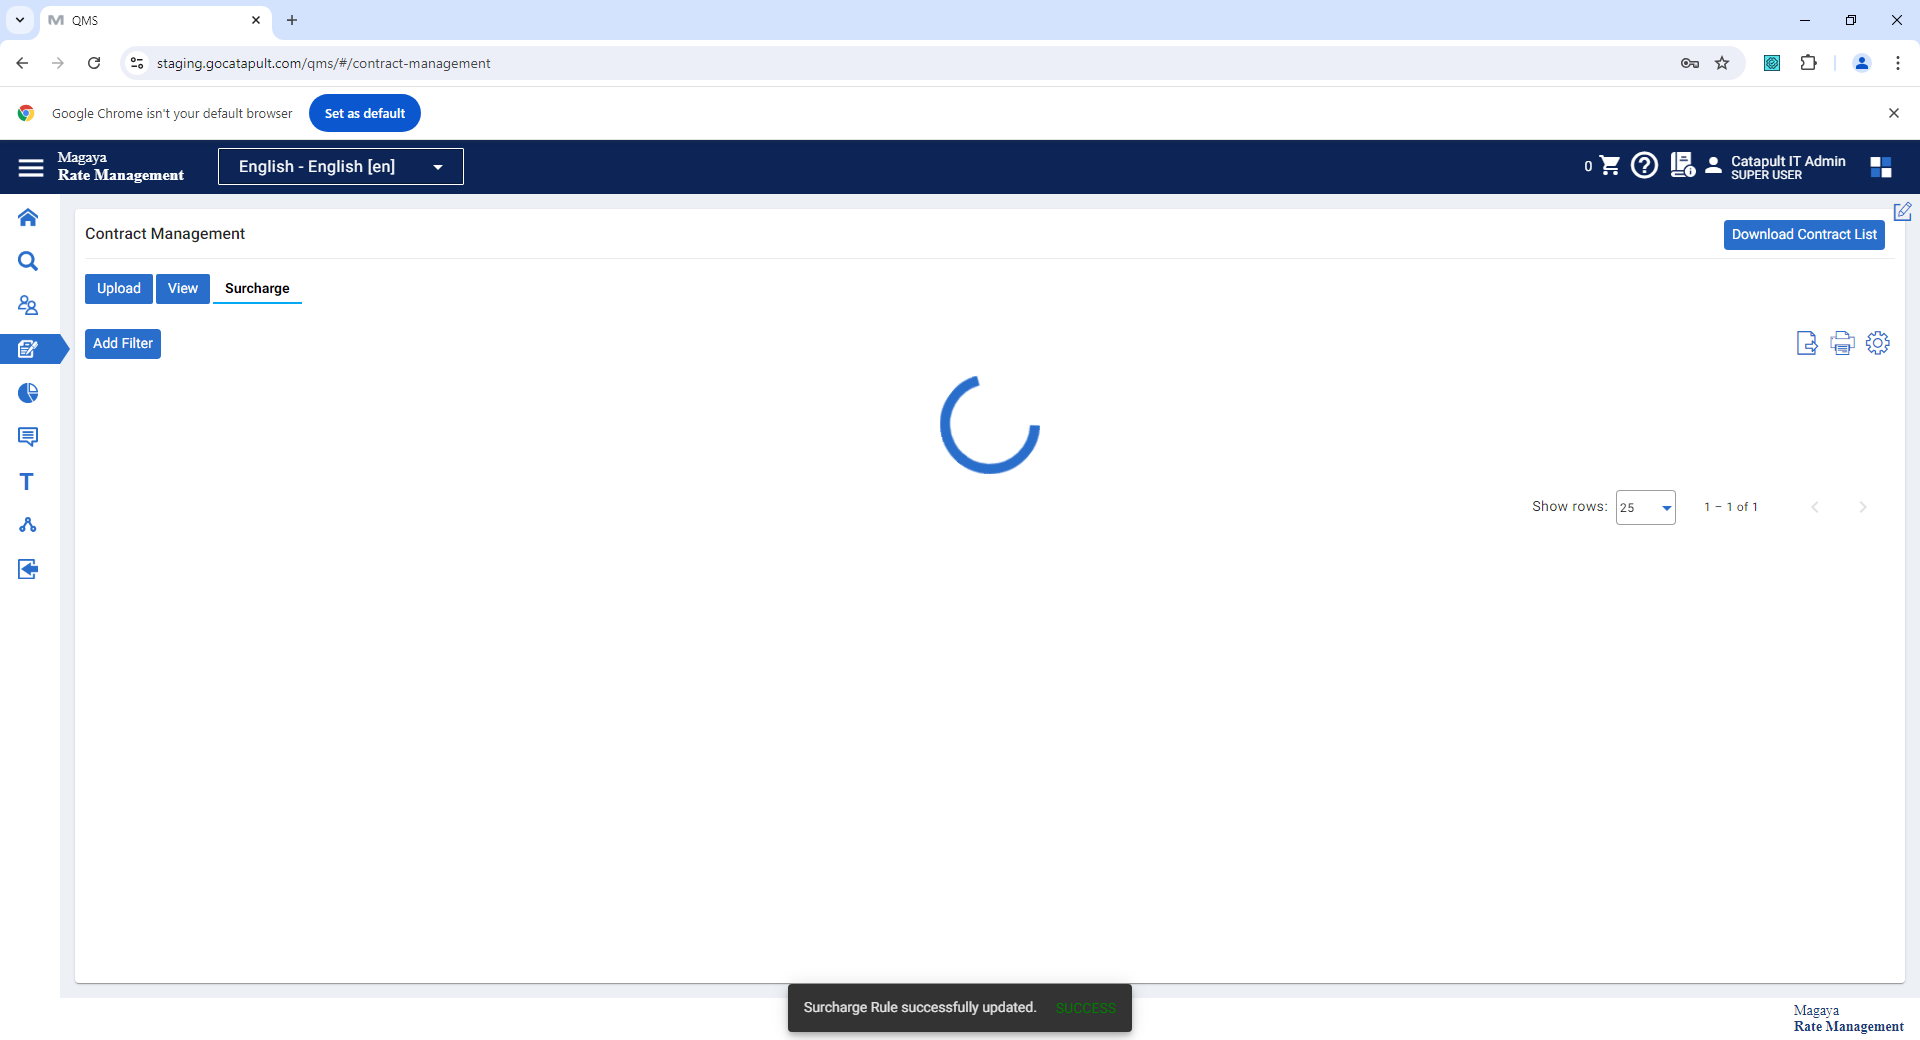 QMS
staging.gocatapult.com/qms/#/contract-management
Google Chrome isn't your default browser
Set as default
Magaya
Rate Management
English - English [en]
0
Catapult IT Admin
SUPER USER
Contract Management
Download Contract List
Upload
View
Surcharge
Add Filter
T
Show rows:
25
1 – 1 of 1
Surcharge Rule successfully updated.
SUCCESS
Magaya
Rate Management